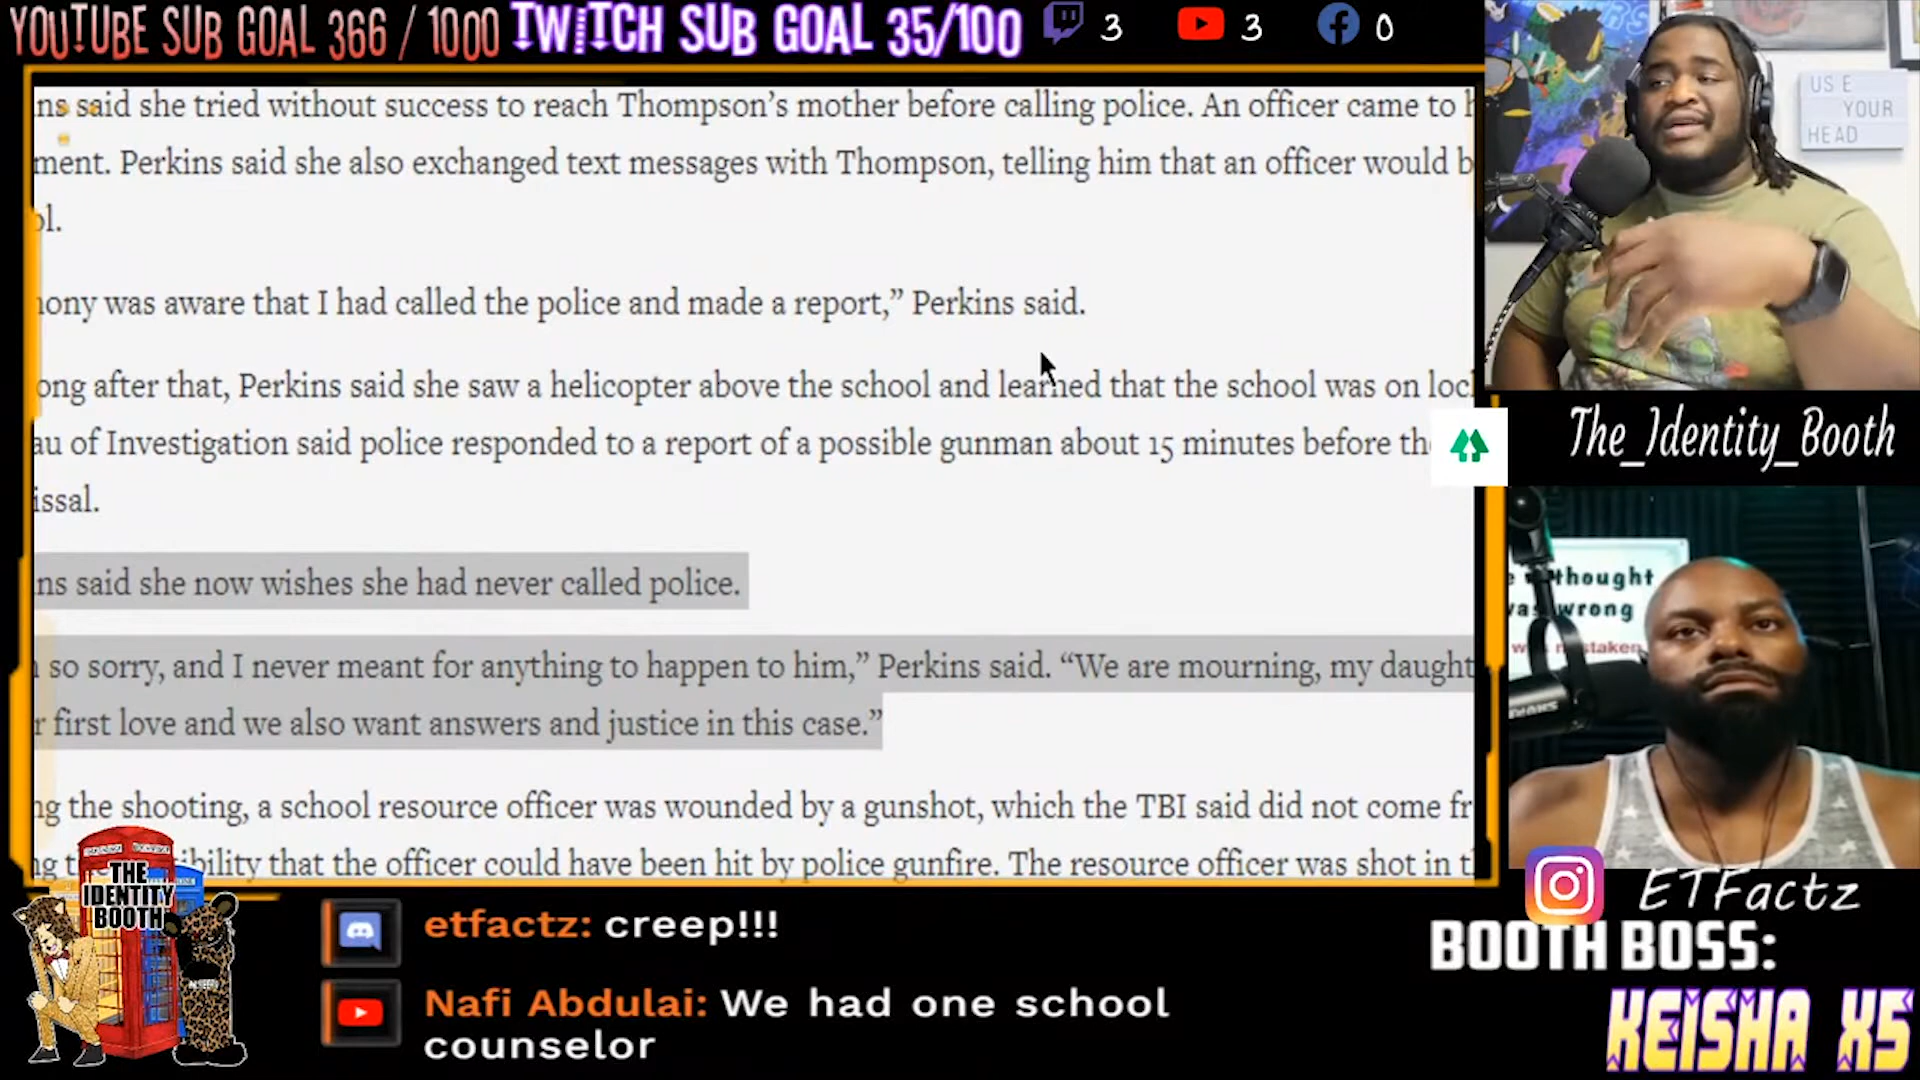 YOUTUBE SUB GOAL 366 / 1000 TWITCH SUB GOAL 35/100 3 3 0
ns said she tried without success to reach Thompson's mother before calling police. An officer came to h
ment. Perkins said she also exchanged text messages with Thompson, telling him that an officer would b
ol.
ony was aware that I had called the police and made a report,” Perkins said.
ong after that, Perkins said she saw a helicopter above the school and learned that the school was on loc
au of Investigation said police responded to a report of a possible gunman about 15 minutes before th
issal.
ns said she now wishes she had never called police.
so sorry, and I never meant for anything to happen to him,” Perkins said. “We are mourning, my daught
r first love and we also want answers and justice in this case.”
ng the shooting, a school resource officer was wounded by a gunshot, which the TBI said did not come fr
ng t ibility that the officer could have been hit by police gunfire. The resource officer was shot in t
USE
YOUR
HEAD
The_Identity_Booth
thought
was wrong
mistaken
ETFactz
THE
IDENTITY
BOOTH
etfactz: creep!!!
Nafi Abdulai: We had one school
counselor
BOOTH BOSS:
KEISHA X5